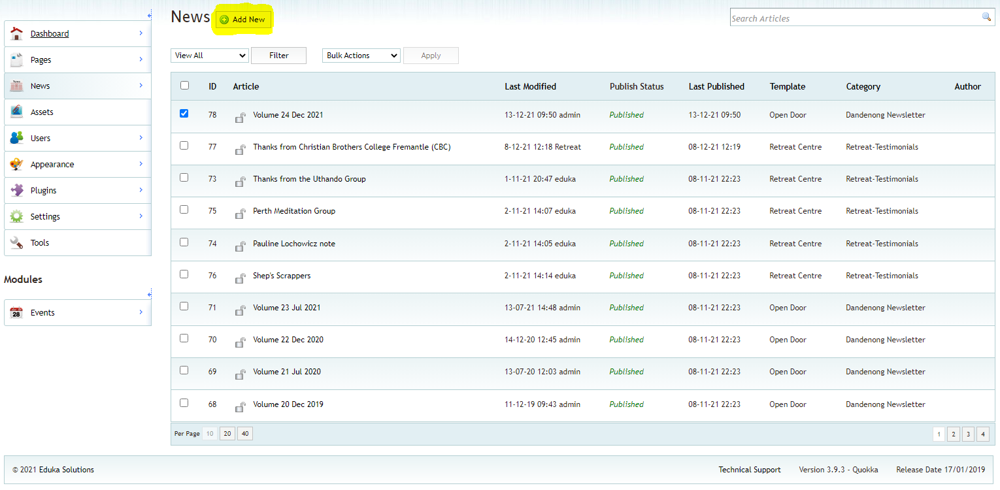 News Add New Search Articles
Dashboard
Pages
News
Assets
Users
Appearance
Plugins
Settings
Tools
Modules
Events
View All Filter Bulk Actions Apply
ID Article Last Modified Publish Status Last Published Template Category Author
78 Volume 24 Dec 2021 13-12-21 09:50 admin Published 13-12-21 09:50 Open Door Dandenong Newsletter
77 Thanks from Christian Brothers College Fremantle (CBC) 8-12-21 12:18 Retreat Published 08-12-21 12:19 Retreat Centre Retreat-Testimonials
73 Thanks from the Uthando Group 1-11-21 20:47 eduka Published 08-11-21 22:23 Retreat Centre Retreat-Testimonials
75 Perth Meditation Group 2-11-21 14:07 eduka Published 08-11-21 22:23 Retreat Centre Retreat-Testimonials
74 Pauline Lochowicz note 2-11-21 14:05 eduka Published 08-11-21 22:23 Retreat Centre Retreat-Testimonials
76 Shep's Scrappers 2-11-21 14:14 eduka Published 08-11-21 22:23 Retreat Centre Retreat-Testimonials
71 Volume 23 Jul 2021 13-07-21 14:48 admin Published 08-11-21 22:23 Open Door Dandenong Newsletter
70 Volume 22 Dec 2020 14-12-20 12:45 admin Published 08-11-21 22:23 Open Door Dandenong Newsletter
69 Volume 21 Jul 2020 13-07-20 12:03 admin Published 08-11-21 22:23 Open Door Dandenong Newsletter
68 Volume 20 Dec 2019 11-12-19 09:43 admin Published 08-11-21 22:23 Open Door Dandenong Newsletter
Per Page 10 20 40 1 2 3 4
© 2021 Eduka Solutions Technical Support Version 3.9.3 - Quokka Release Date 17/01/2019